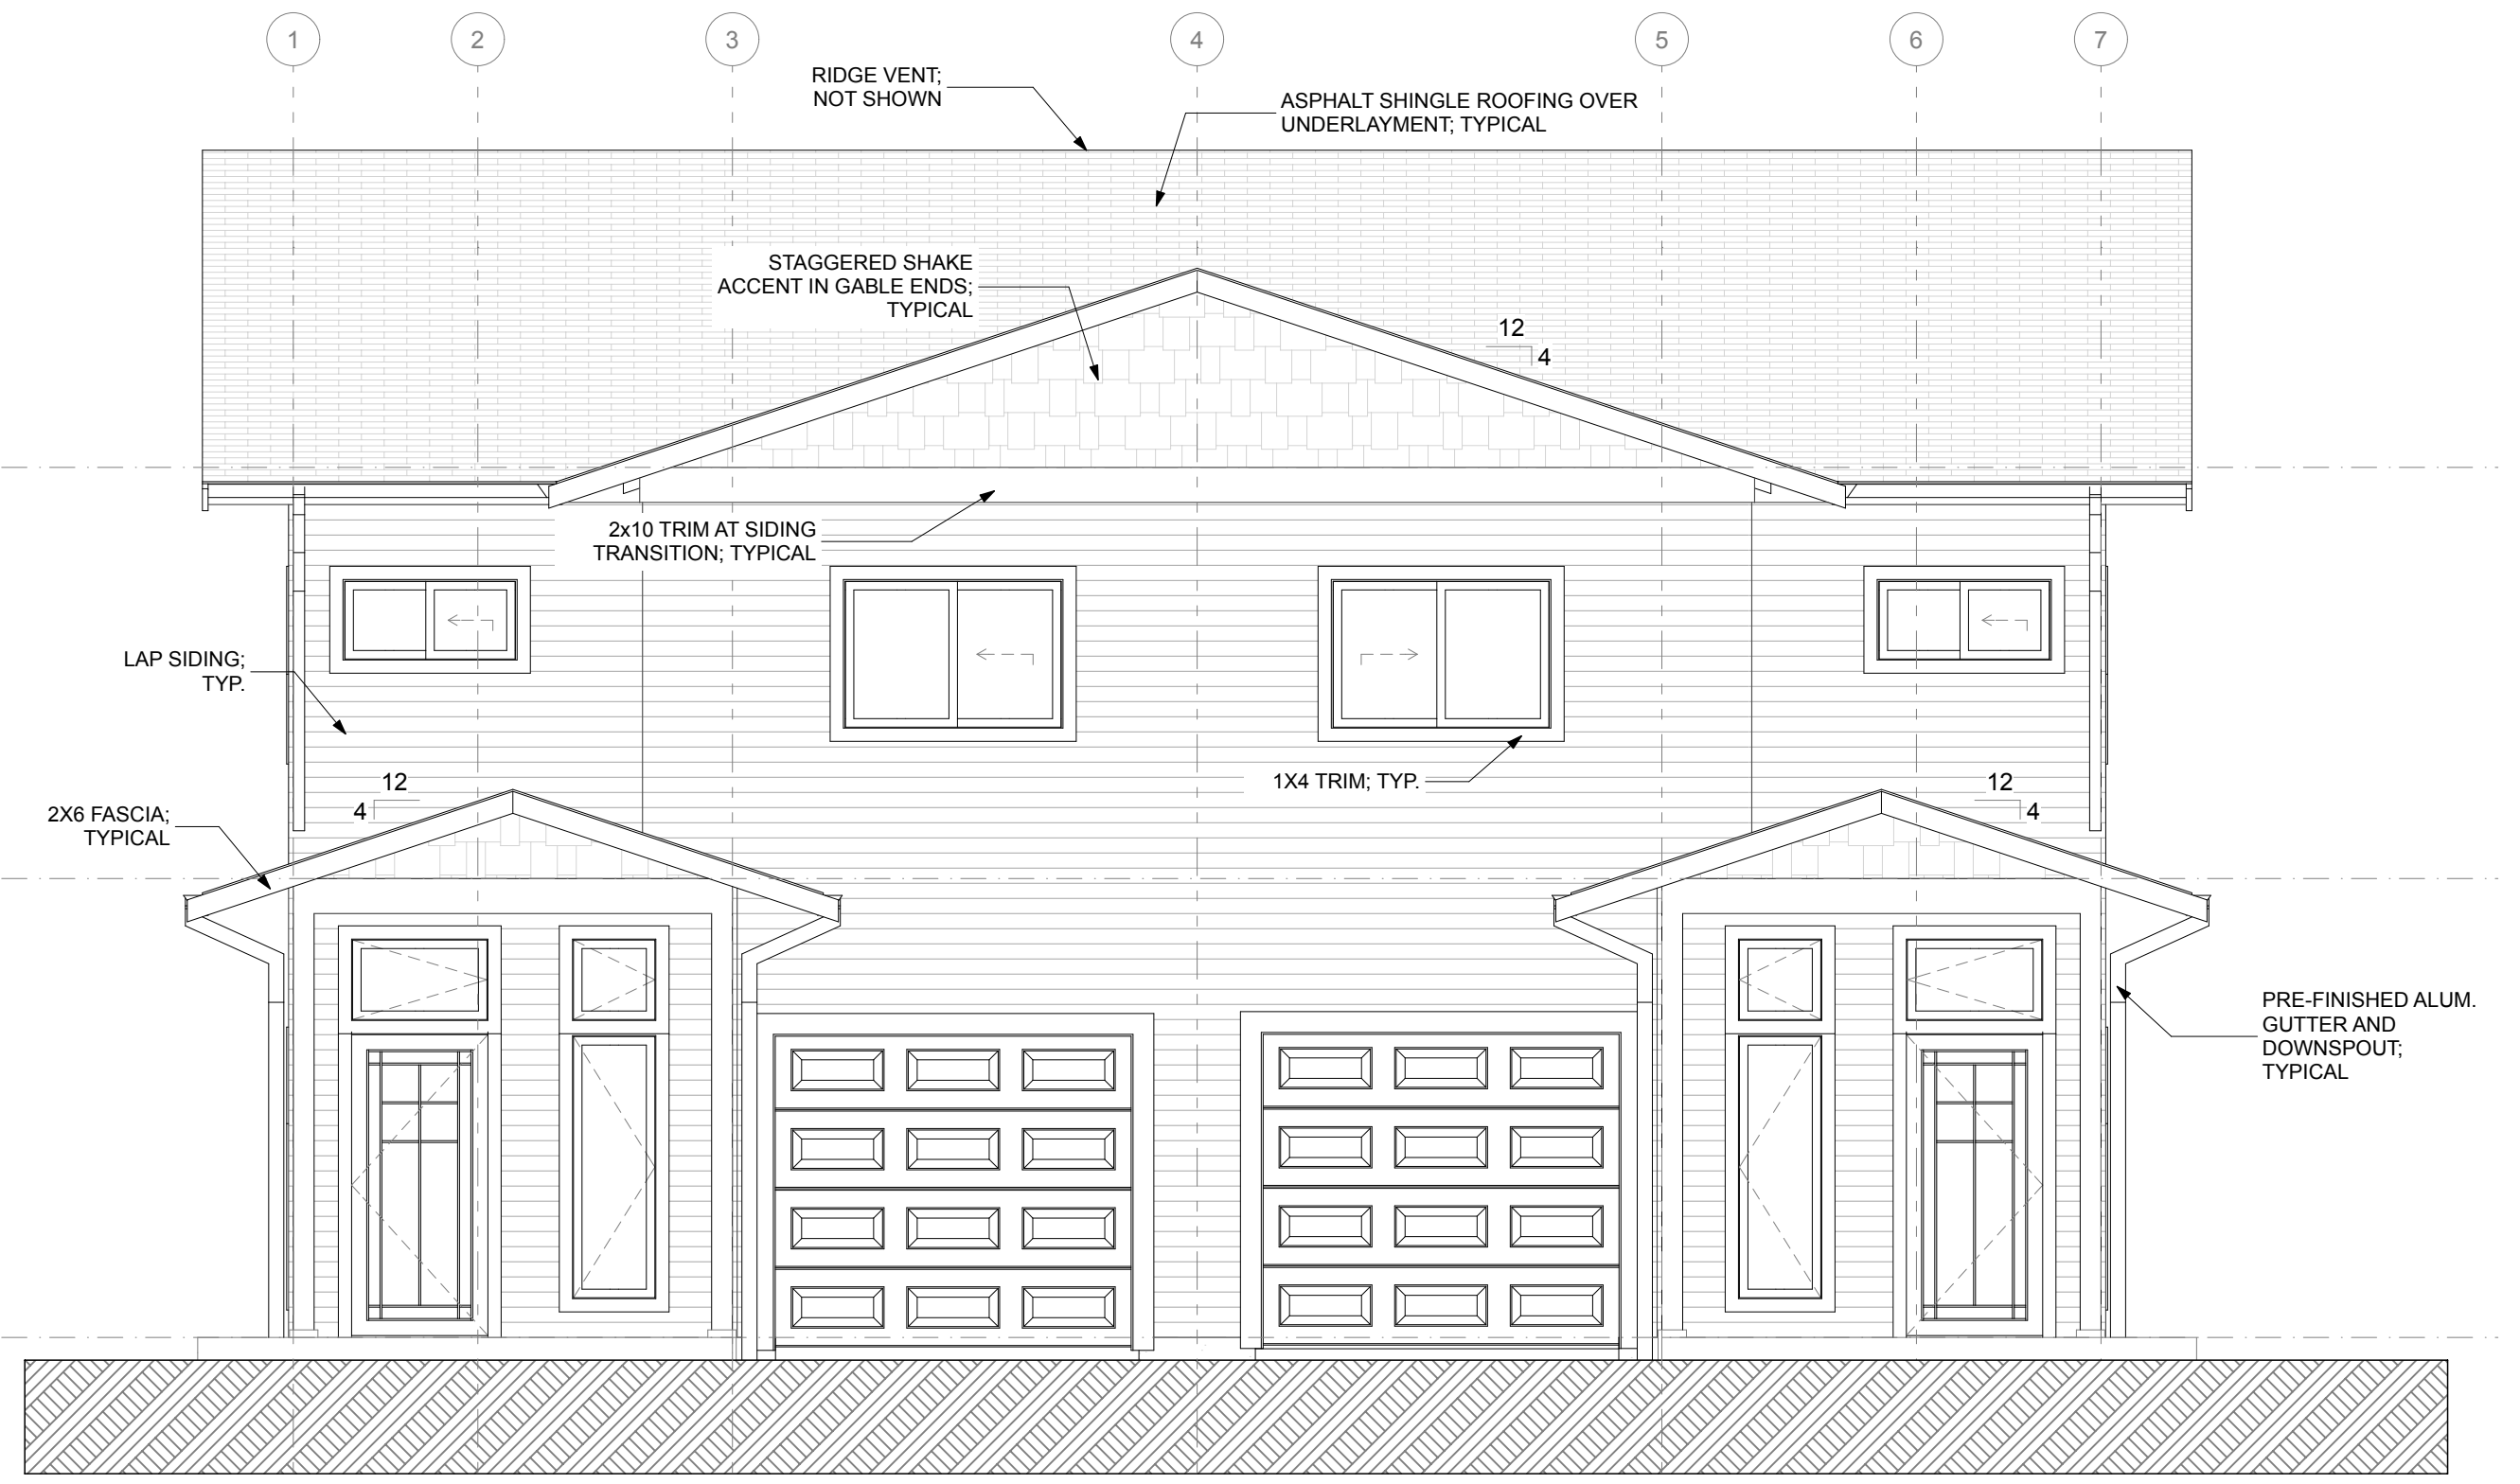 1
2
3
4
5
6
7
RIDGE VENT;
NOT SHOWN
ASPHALT SHINGLE ROOFING OVER
UNDERLAYMENT; TYPICAL
STAGGERED SHAKE
ACCENT IN GABLE ENDS;
TYPICAL
12
4
2x10 TRIM AT SIDING
TRANSITION; TYPICAL
LAP SIDING;
TYP.
1X4 TRIM; TYP.
12
4
12
4
2X6 FASCIA;
TYPICAL
PRE-FINISHED ALUM.
GUTTER AND
DOWNSPOUT;
TYPICAL